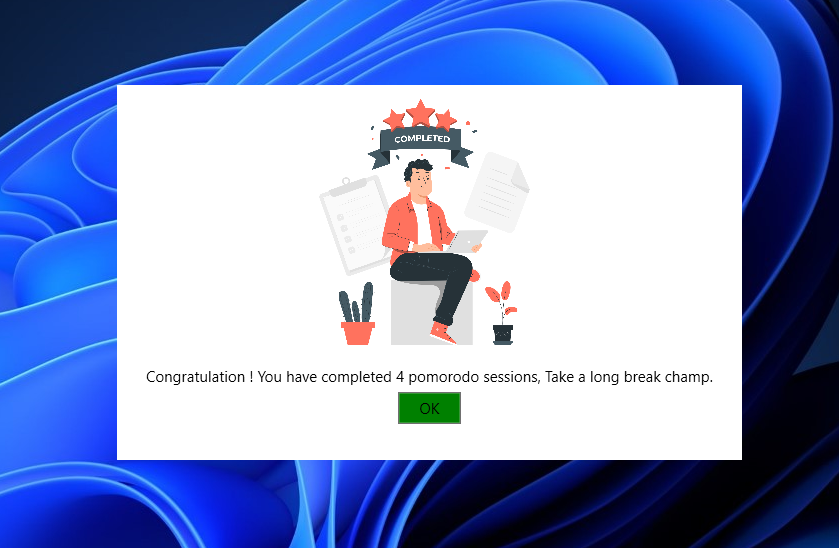 COMPLETED
Congratulation ! You have completed 4 pomorodo sessions, Take a long break champ.
OK